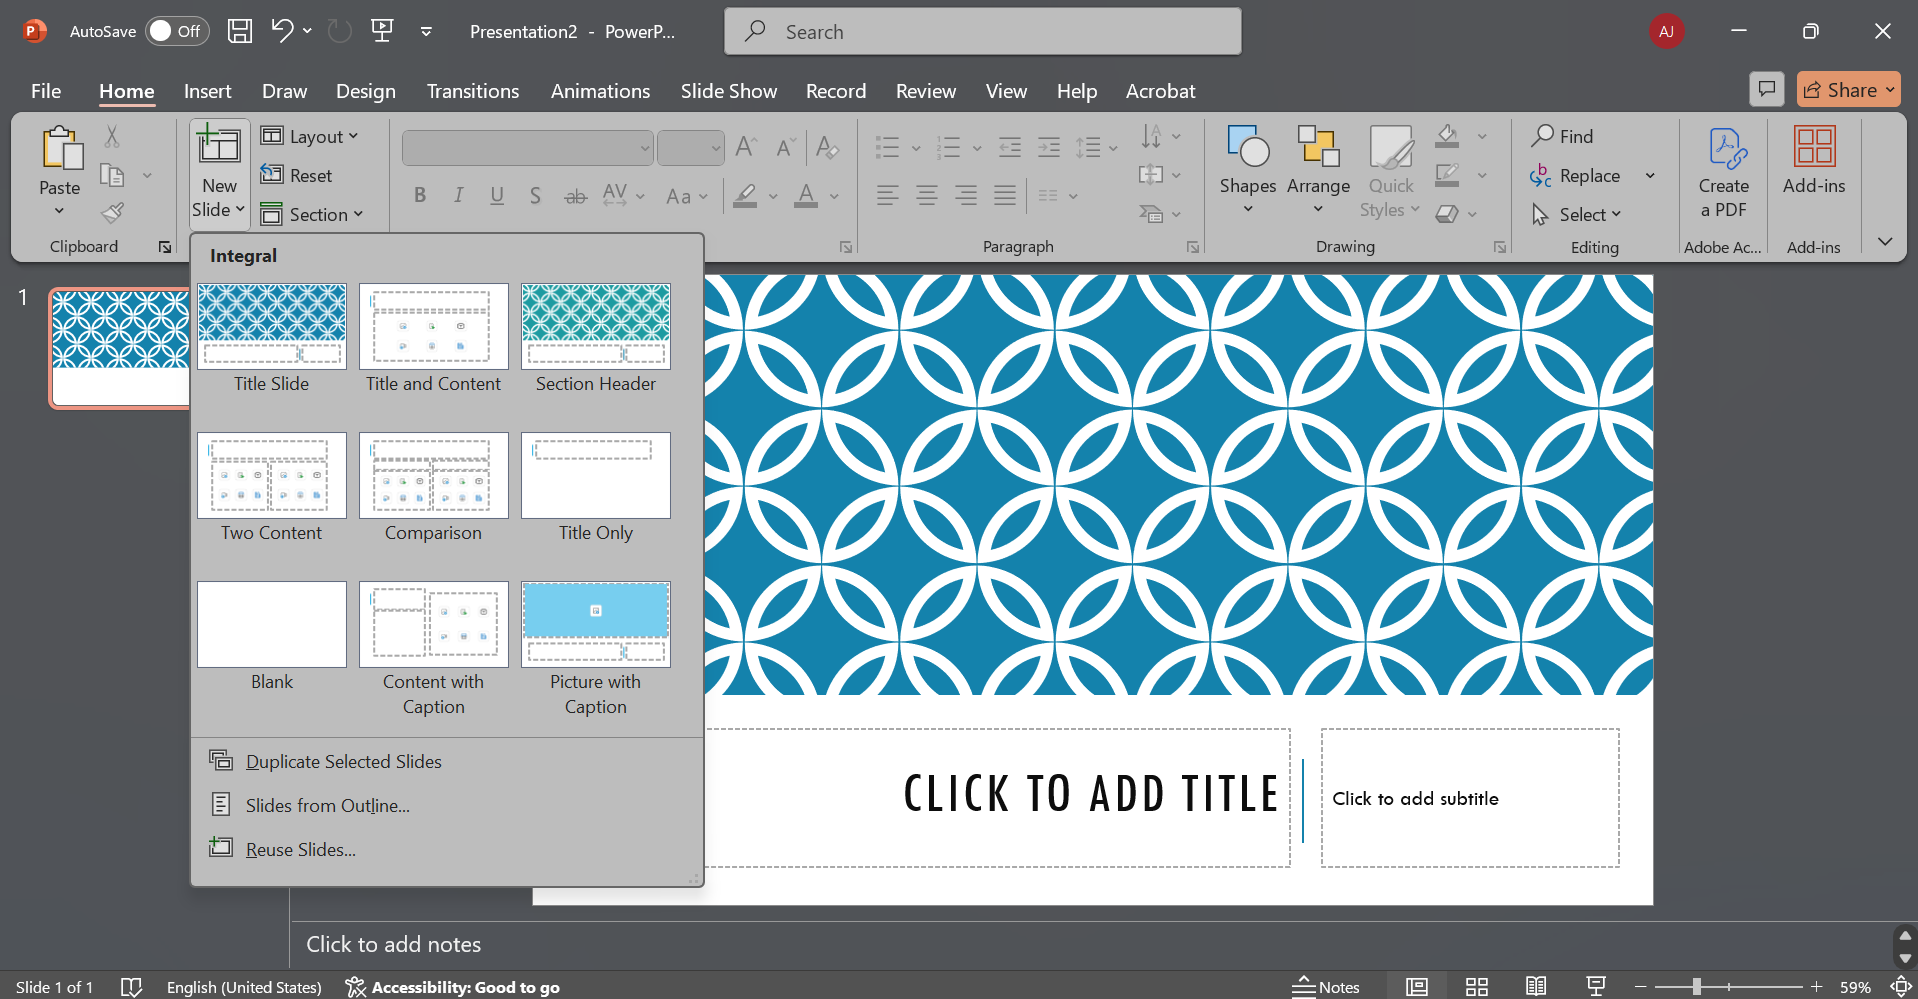 AutoSave Off Presentation2 - PowerP... Search AJ
File Home Insert Draw Design Transitions Animations Slide Show Record Review View Help Acrobat Share
Paste
Clipboard
New
Slide
Layout
Reset
Section
B I U S ab AV Aa A
Paragraph
Shapes
Arrange
Quick
Styles
Drawing
Find
Replace
Select
Editing
Create
a PDF
Adobe Ac...
Add-ins
Add-ins
1
Integral
Title Slide Title and Content Section Header
Two Content Comparison Title Only
Blank
Content with
Caption
Picture with
Caption
Duplicate Selected Slides
Slides from Outline...
Reuse Slides...
CLICK TO ADD TITLE
Click to add subtitle
Click to add notes
Slide 1 of 1 English (United States) Accessibility: Good to go Notes 59%